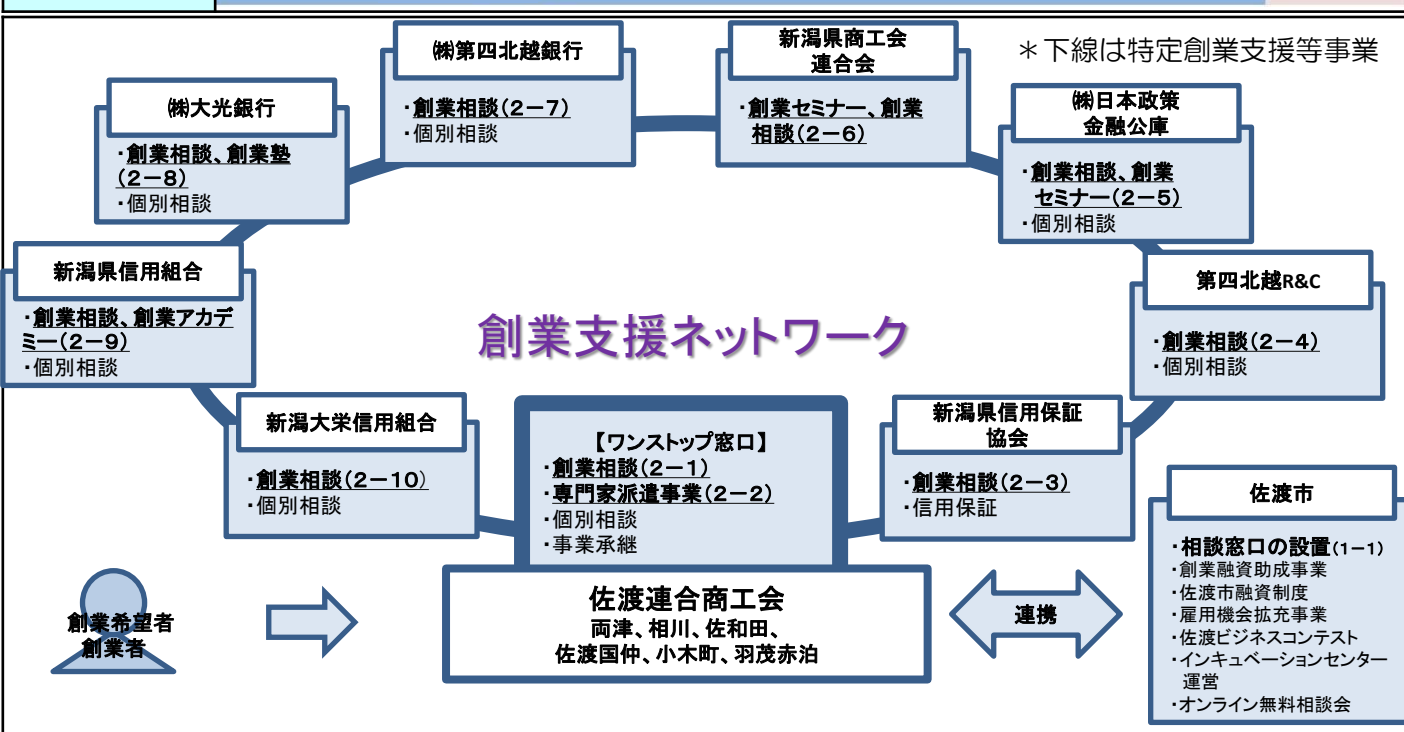 ＊下線は特定創業支援等事業
㈱第四北越銀行
・創業相談(２－７)
・個別相談
新潟県商工会
連合会
・創業セミナー、創業
相談(２－６)
㈱大光銀行
・創業相談、創業塾
(２－８)
・個別相談
㈱日本政策
金融公庫
・創業相談、創業
セミナー(２－５)
・個別相談
新潟県信用組合
・創業相談、創業アカデ
ミー(２－９)
・個別相談
第四北越R&C
・創業相談(２－４)
・個別相談
創業支援ネットワーク
新潟大栄信用組合
・創業相談(２－１０)
・個別相談
【ワンストップ窓口】
・創業相談(２－１)
・専門家派遣事業(２－２)
・個別相談
・事業承継
新潟県信用保証
協会
・創業相談(２－３)
・信用保証
佐渡市
・相談窓口の設置(１－１)
・創業融資助成事業
・佐渡市融資制度
・雇用機会拡充事業
・佐渡ビジネスコンテスト
・インキュベーションセンター
運営
・オンライン無料相談会
創業希望者
創業者
佐渡連合商工会
両津、相川、佐和田、
佐渡国仲、小木町、羽茂赤泊
連携